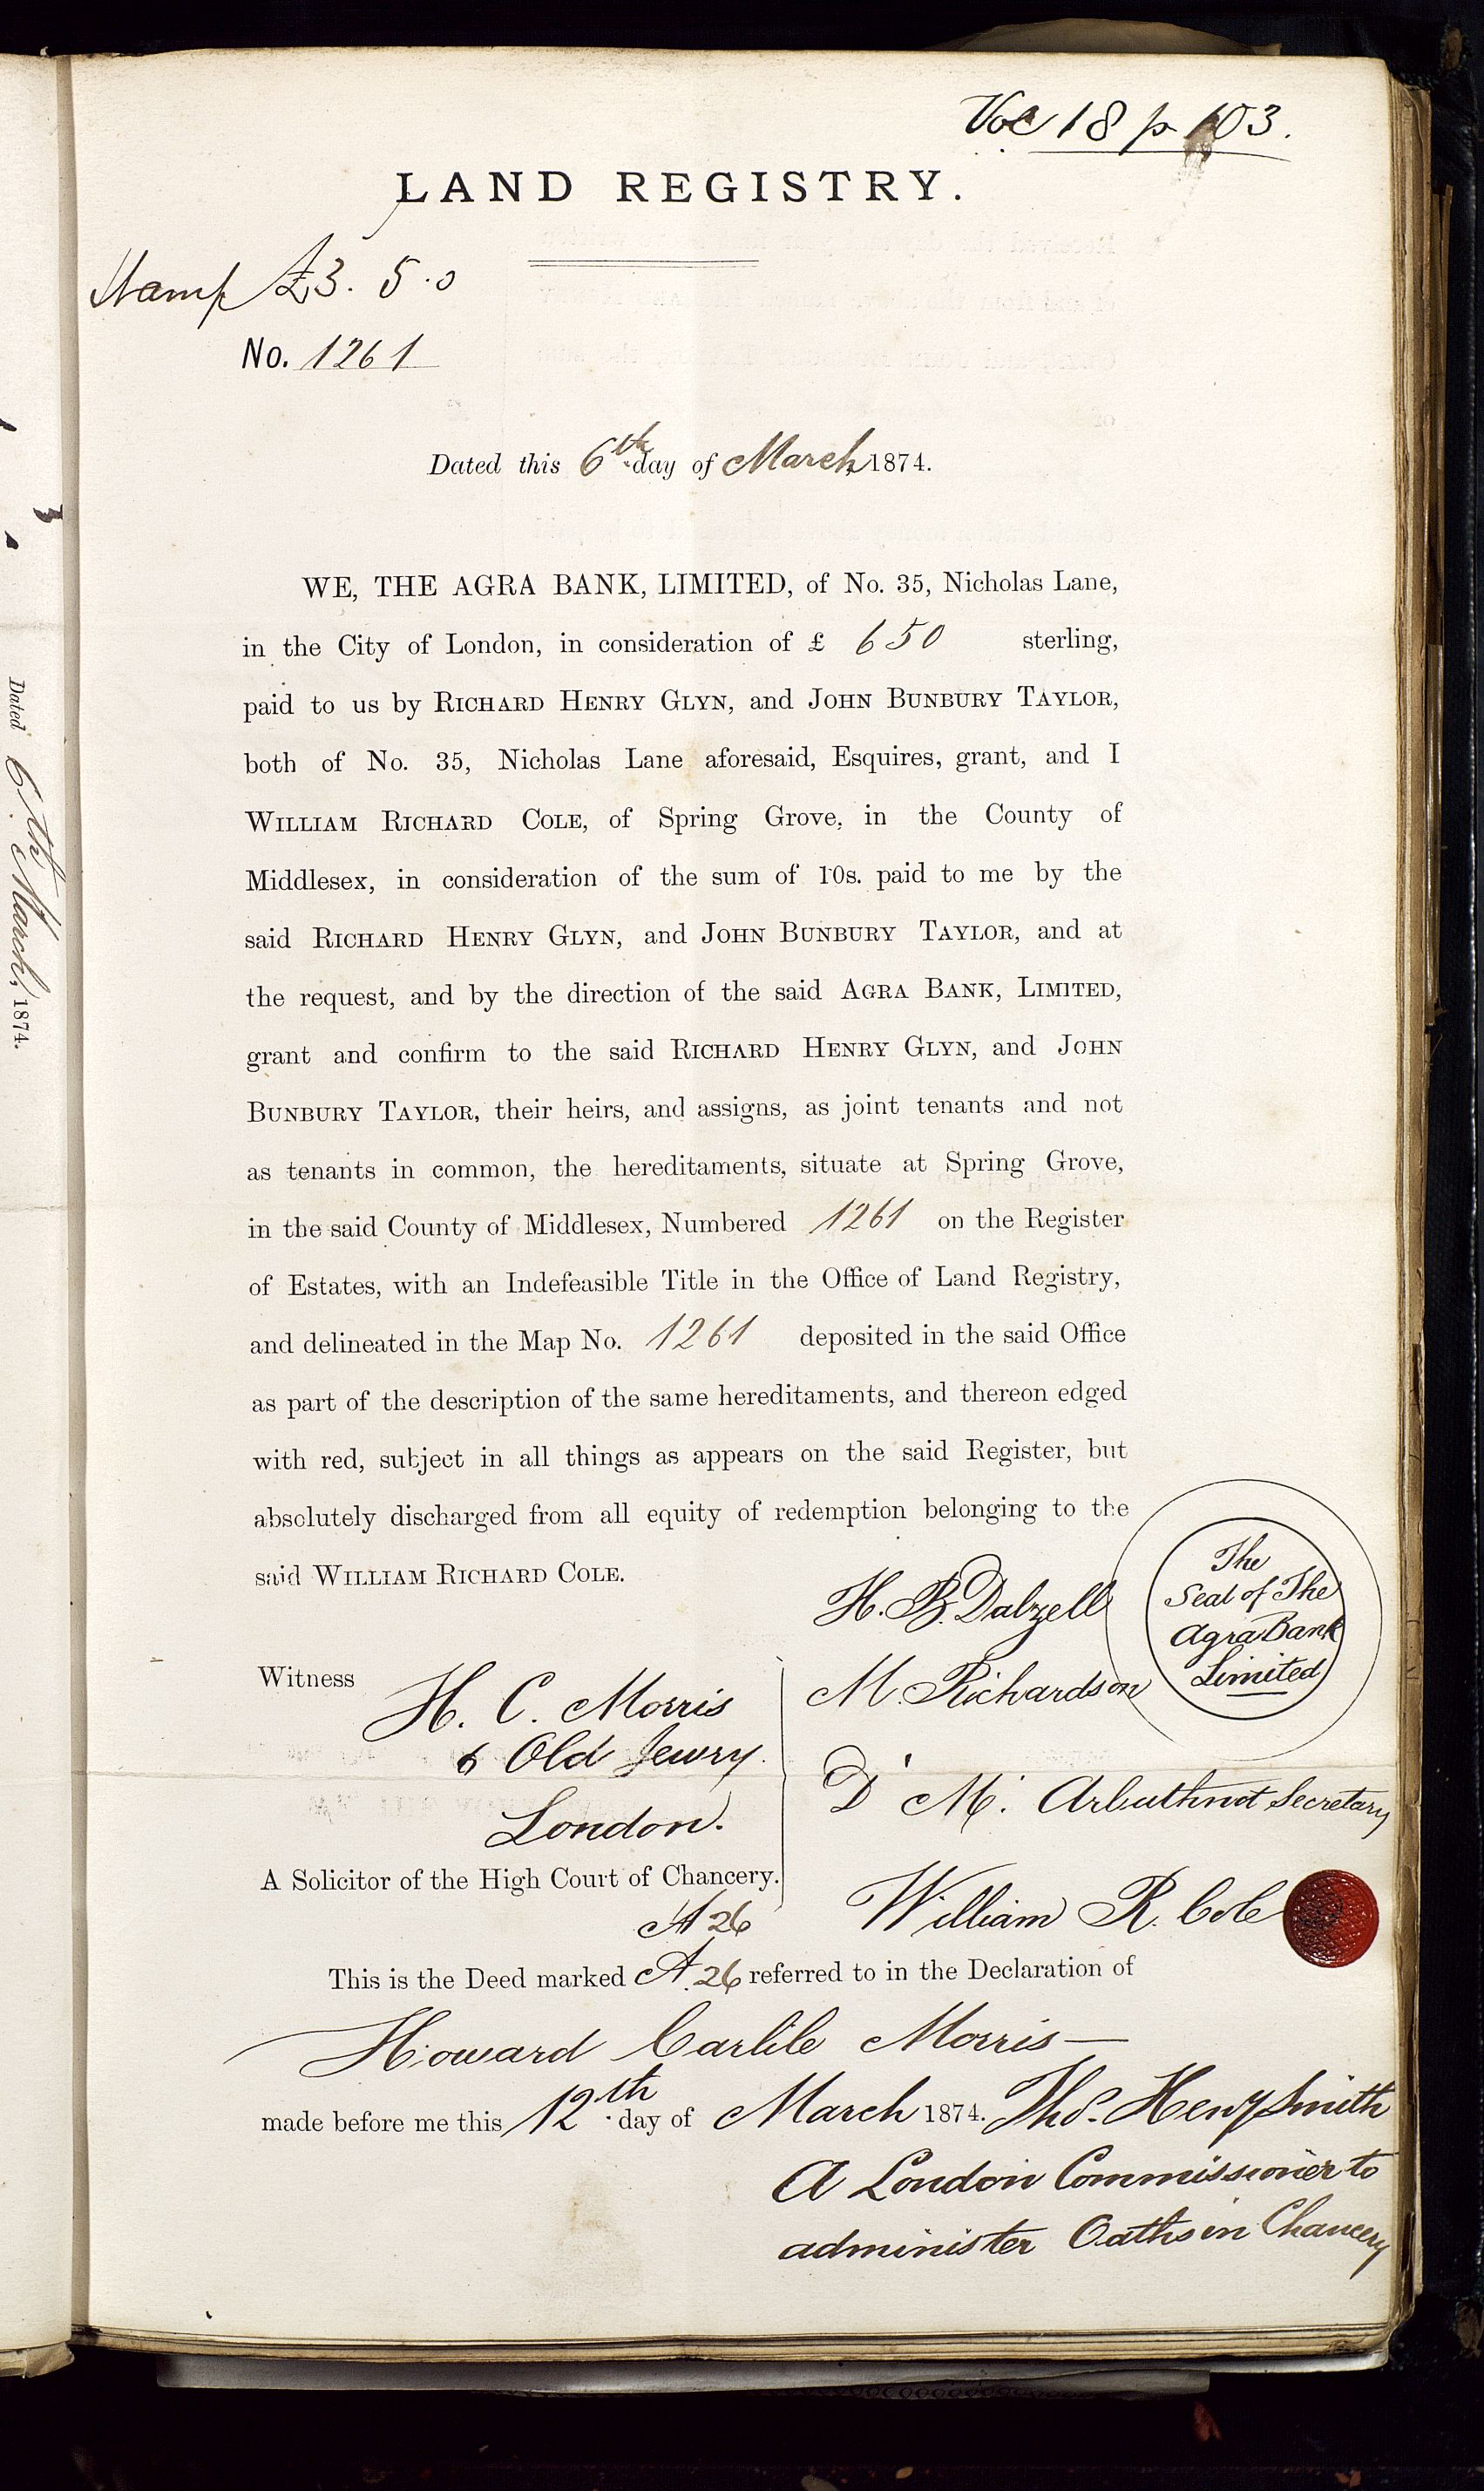 Vol 18 p 103.
LAND REGISTRY.
Stamp £3. 5. 0
No. 1261
Dated this 6th day of March 1874.
WE, THE AGRA BANK, LIMITED, of No. 35, Nicholas Lane,
in the City of London, in consideration of £ 650 sterling,
paid to us by RICHARD HENRY GLYN, and JOHN BUNBURY TAYLOR,
both of No. 35, Nicholas Lane aforesaid, Esquires, grant, and I
WILLIAM RICHARD COLE, of Spring Grove, in the County of
Middlesex, in consideration of the sum of 10s. paid to me by the
said RICHARD HENRY GLYN, and JOHN BUNBURY TAYLOR, and at
the request, and by the direction of the said AGRA BANK, LIMITED,
grant and confirm to the said RICHARD HENRY GLYN, and JOHN
BUNBURY TAYLOR, their heirs, and assigns, as joint tenants and not
as tenants in common, the hereditaments, situate at Spring Grove,
in the said County of Middlesex, Numbered 1261 on the Register
of Estates, with an Indefeasible Title in the Office of Land Registry,
and delineated in the Map No. 1261 deposited in the said Office
as part of the description of the same hereditaments, and thereon edged
with red, subject in all things as appears on the said Register, but
absolutely discharged from all equity of redemption belonging to the
said WILLIAM RICHARD COLE.
H. B. Dalzell
The
Seal of The
Agra Bank
Limited
M. Richardson
D M. Arbuthnot Secretary
William R. Cole
Witness
H. C. Morris
6 Old Jewry
London.
A Solicitor of the High Court of Chancery.
A 26
This is the Deed marked A. 26 referred to in the Declaration of
Howard Carlile Morris
made before me this 12th day of March 1874. Thos. Heny Smith
A London Commissioner to
administer Oaths in Chancery
Dated 6th March, 1874.